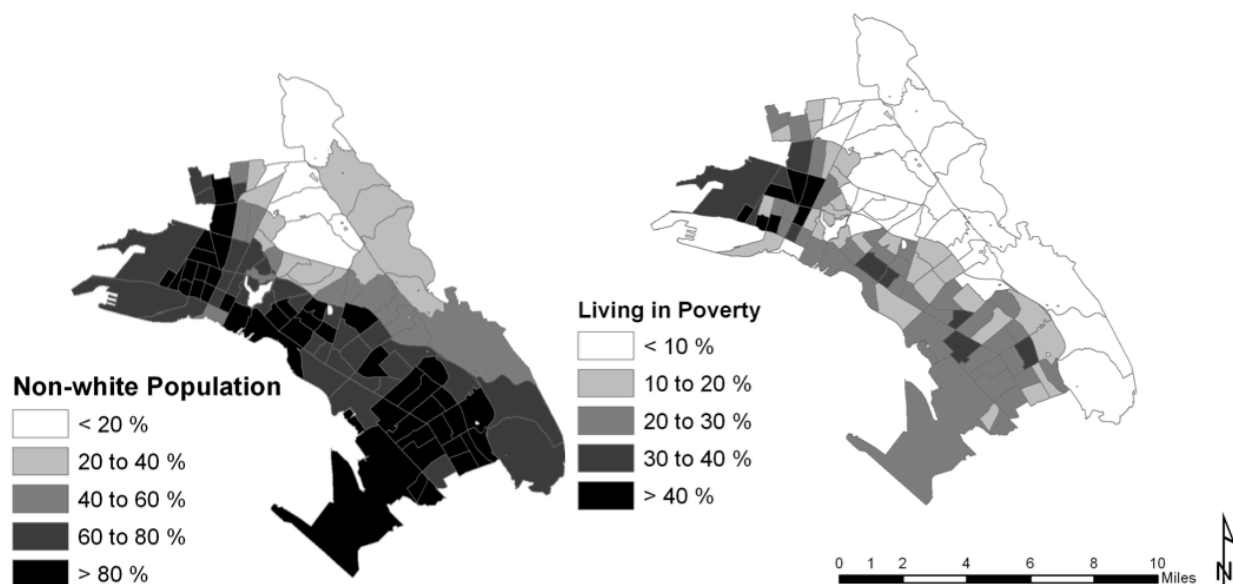 Non-white Population
< 20 %
20 to 40 %
40 to 60 %
60 to 80 %
> 80 %
Living in Poverty
< 10 %
10 to 20 %
20 to 30 %
30 to 40 %
> 40 %
0 1 2 4 6 8 10
Miles
N